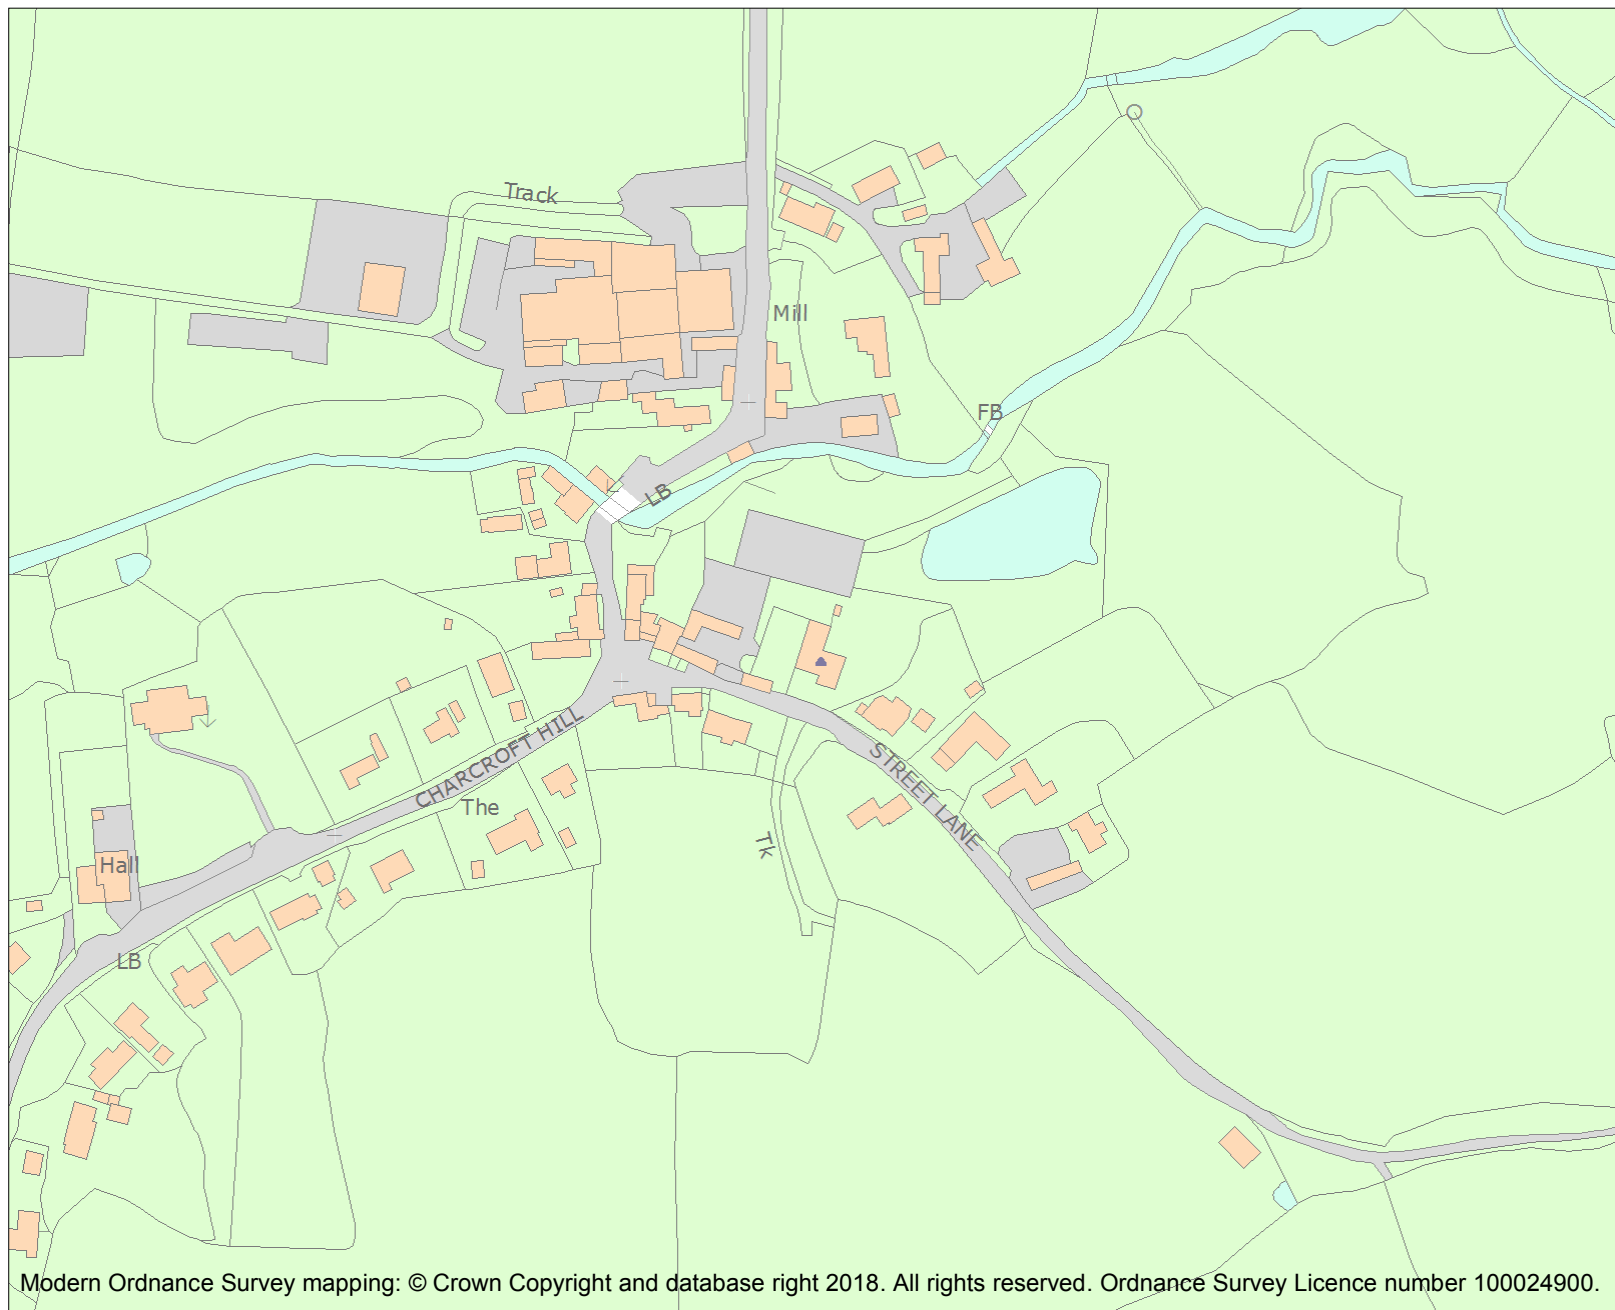 Track
Mill
FB
LB
CHARCROFT HILL
The
STREET LANE
Tk
Hall
LB
Modern Ordnance Survey mapping: © Crown Copyright and database right 2018. All rights reserved. Ordnance Survey Licence number 100024900.